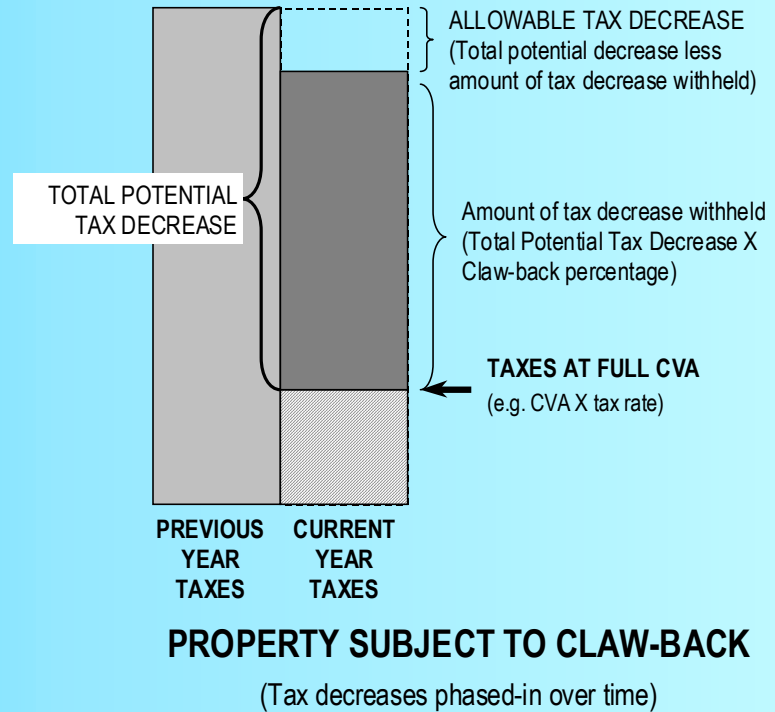 ALLOWABLE TAX DECREASE
(Total potential decrease less
amount of tax decrease withheld)
TOTAL POTENTIAL
TAX DECREASE
Amount of tax decrease withheld
(Total Potential Tax Decrease X
Claw-back percentage)
TAXES AT FULL CVA
(e.g. CVA X tax rate)
PREVIOUS
YEAR
TAXES
CURRENT
YEAR
TAXES
PROPERTY SUBJECT TO CLAW-BACK
(Tax decreases phased-in over time)